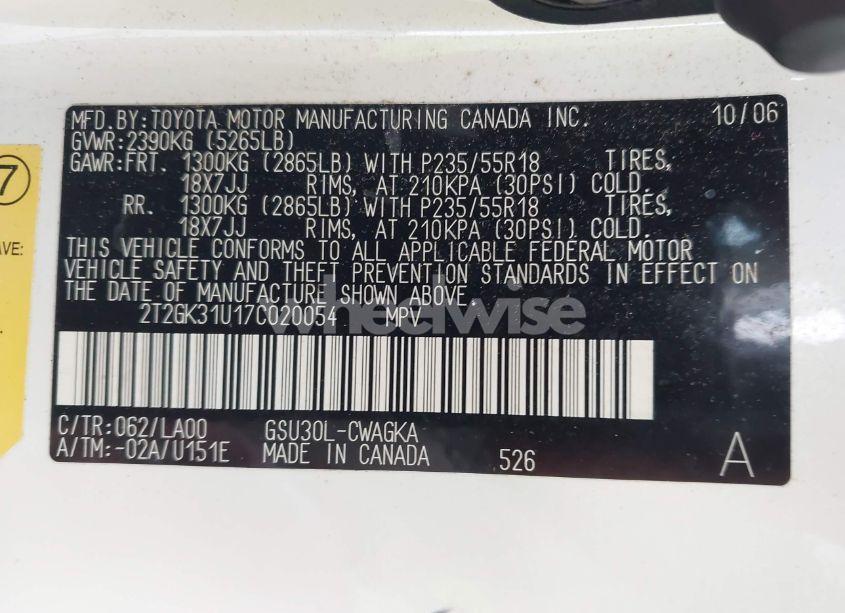 MFD.BY:TOYOTA MOTOR MANUFACTURING CANADA INC. 10/06
GVWR:2390KG (5265LB)
GAWR:FRT. 1300KG (2865LB) WITH P235/55R18 TIRES,
18X7JJ RIMS, AT 210KPA (30PSI) COLD.
RR. 1300KG (2865LB) WITH P235/55R18 TIRES,
18X7JJ RIMS, AT 210KPA (30PSI) COLD.
THIS VEHICLE CONFORMS TO ALL APPLICABLE FEDERAL MOTOR
VEHICLE SAFETY AND THEFT PREVENTION STANDARDS IN EFFECT ON
THE DATE OF MANUFACTURE SHOWN ABOVE.
2T2GK31U17C020054 MPV
wheelwise
C/TR:062/LA00 GSU30L-CWAGKA
A/TM:-02A/U151E MADE IN CANADA 526 A
7
AVE: